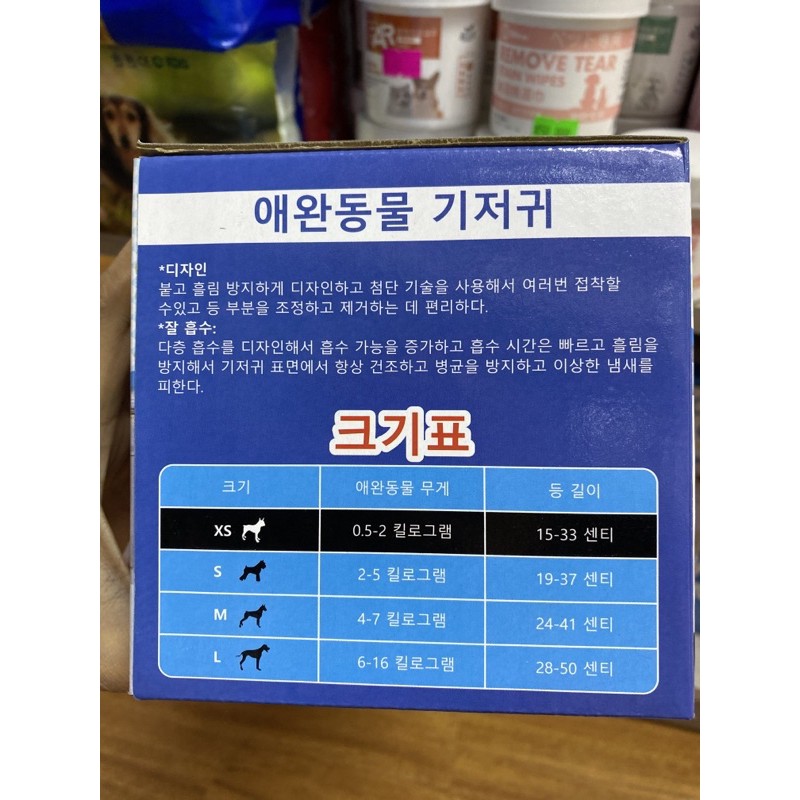 REMOVE TEAR
STAIN WIPES
애완동물 기저귀
*디자인
붙고 흘림 방지하게 디자인하고 첨단 기술을 사용해서 여러번 접착할
수있고 등 부분을 조정하고 제거하는 데 편리하다.
*잘 흡수:
다층 흡수를 디자인해서 흡수 가능을 증가하고 흡수 시간은 빠르고 흘림을
방지해서 기저귀 표면에서 항상 건조하고 병균을 방지하고 이상한 냄새를
피한다.
크기표
크기 애완동물 무게 등 길이
XS 0.5-2 킬로그램 15-33 센티
S 2-5 킬로그램 19-37 센티
M 4-7 킬로그램 24-41 센티
L 6-16 킬로그램 28-50 센티